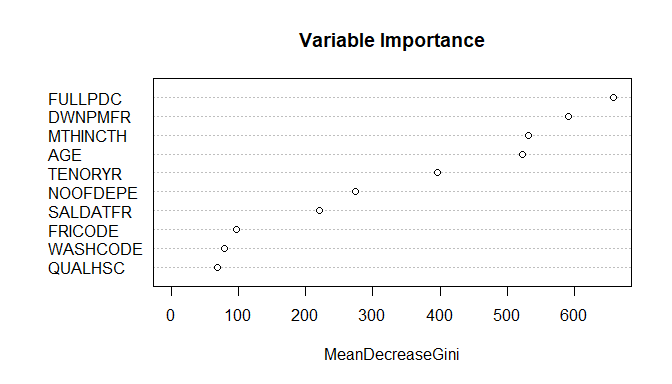 Variable Importance
FULLPDC
DWNPMFR
MTHINCTH
AGE
TENORYR
NOOFDEPE
SALDATFR
FRICODE
WASHCODE
QUALHSC
0 100 200 300 400 500 600
MeanDecreaseGini